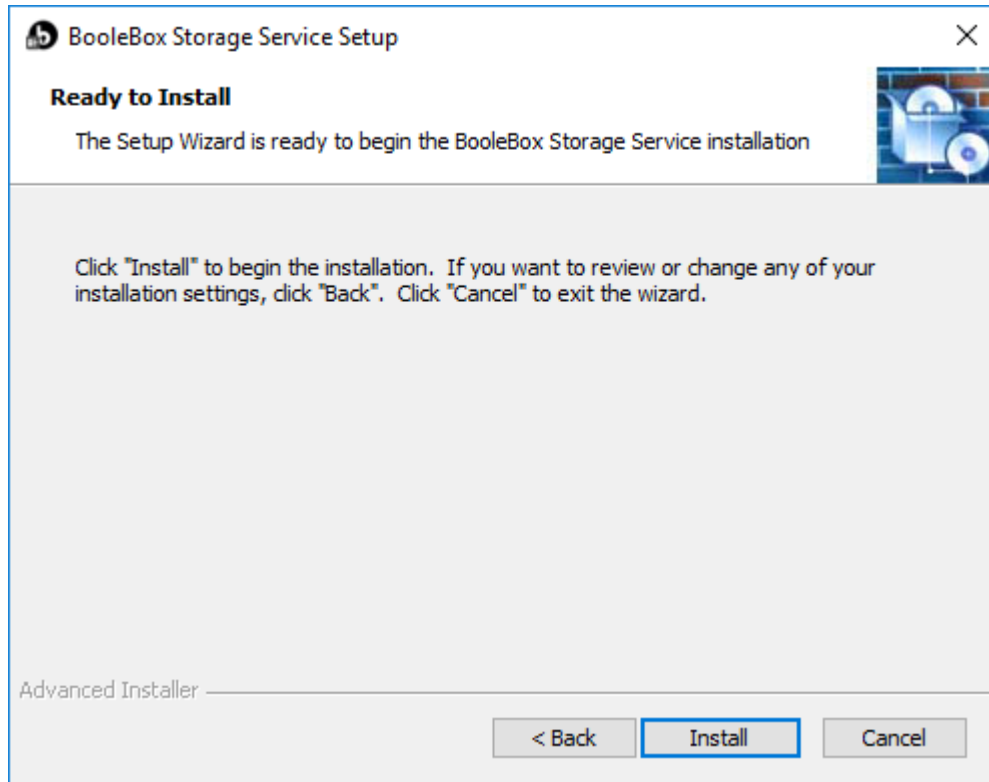 BooleBox Storage Service Setup
Ready to Install
The Setup Wizard is ready to begin the BooleBox Storage Service installation
Click "Install" to begin the installation.  If you want to review or change any of your
installation settings, click "Back".  Click "Cancel" to exit the wizard.
Advanced Installer
< Back
Install
Cancel